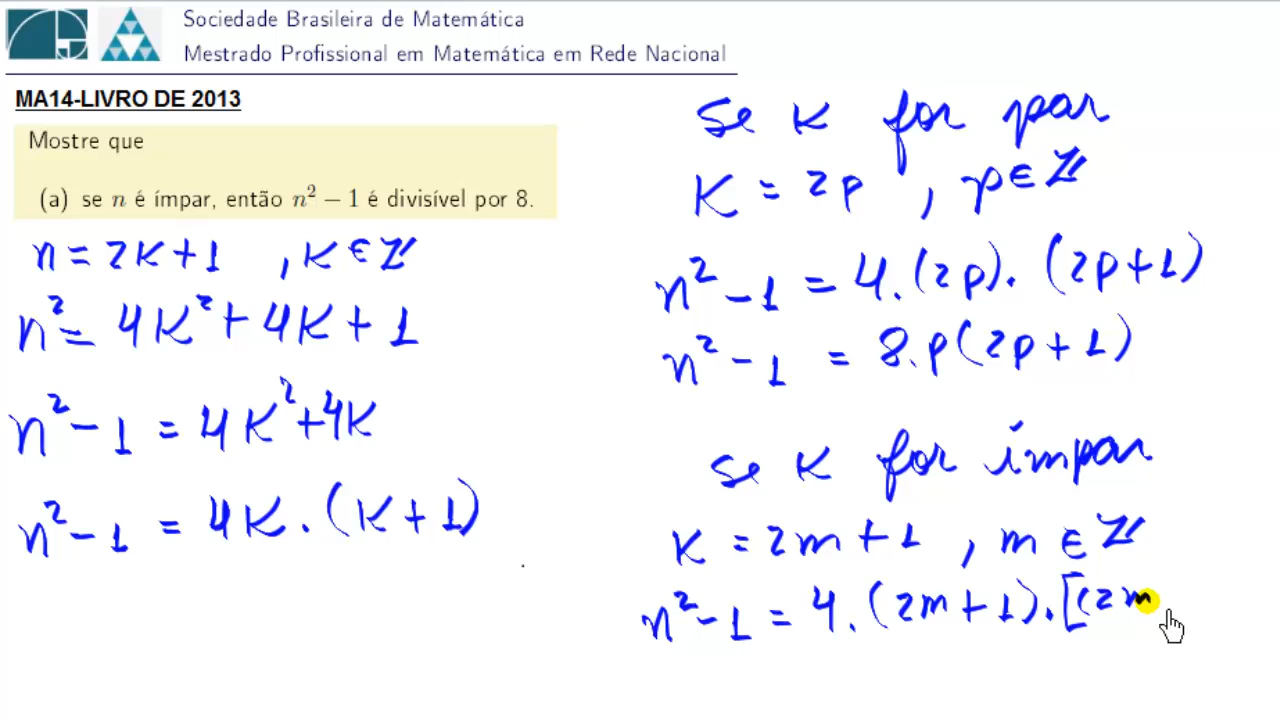 Sociedade Brasileira de Matemática
Mestrado Profissional em Matemática em Rede Nacional
MA14-LIVRO DE 2013
Mostre que
(a) se n é ímpar, então n² − 1 é divisível por 8.
n = 2K + 1 , K ∈ ℤ
n² = 4K² + 4K + 1
n² − 1 = 4K² + 4K
n² − 1 = 4K . (K + 1)
se K for par
K = 2p , p ∈ ℤ
n² − 1 = 4 . (2p) . (2p + 1)
n² − 1 = 8 . p (2p + 1)
se K for ímpar
K = 2m + 1 , m ∈ ℤ
n² − 1 = 4 . (2m + 1) . [(2m